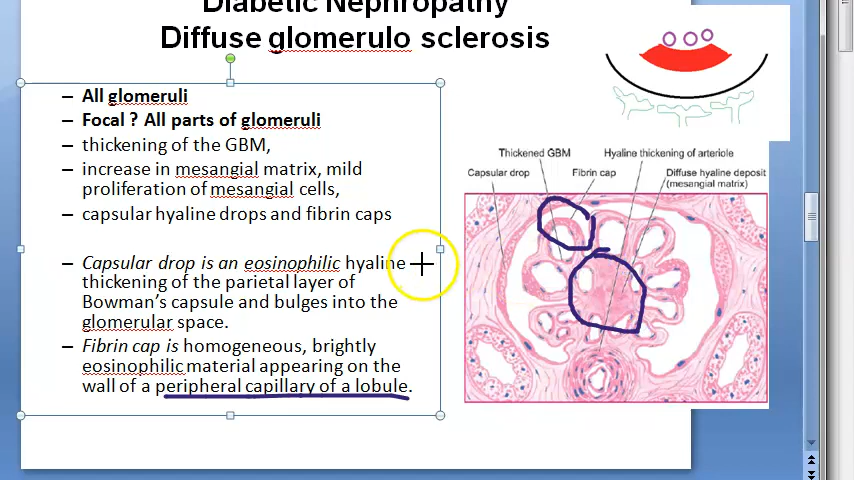 Diabetic Nephropathy
Diffuse glomerulo sclerosis
– All glomeruli
– Focal ? All parts of glomeruli
– thickening of the GBM,
– increase in mesangial matrix, mild
proliferation of mesangial cells,
– capsular hyaline drops and fibrin caps
– Capsular drop is an eosinophilic hyaline
thickening of the parietal layer of
Bowman's capsule and bulges into the
glomerular space.
– Fibrin cap is homogeneous, brightly
eosinophilic material appearing on the
wall of a peripheral capillary of a lobule.
Thickened GBM
Hyaline thickening of arteriole
Capsular drop
Fibrin cap
Diffuse hyaline deposit
(mesangial matrix)